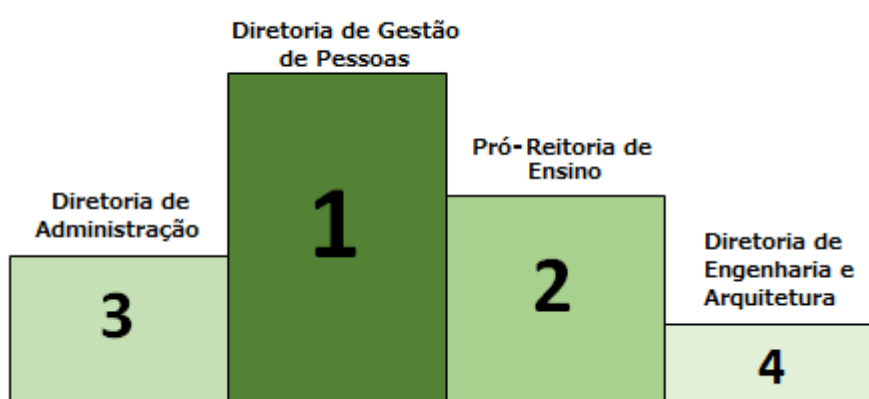 Diretoria de Gestão
de Pessoas
1
Pró-Reitoria de
Ensino
2
Diretoria de
Administração
3
Diretoria de
Engenharia e
Arquitetura
4